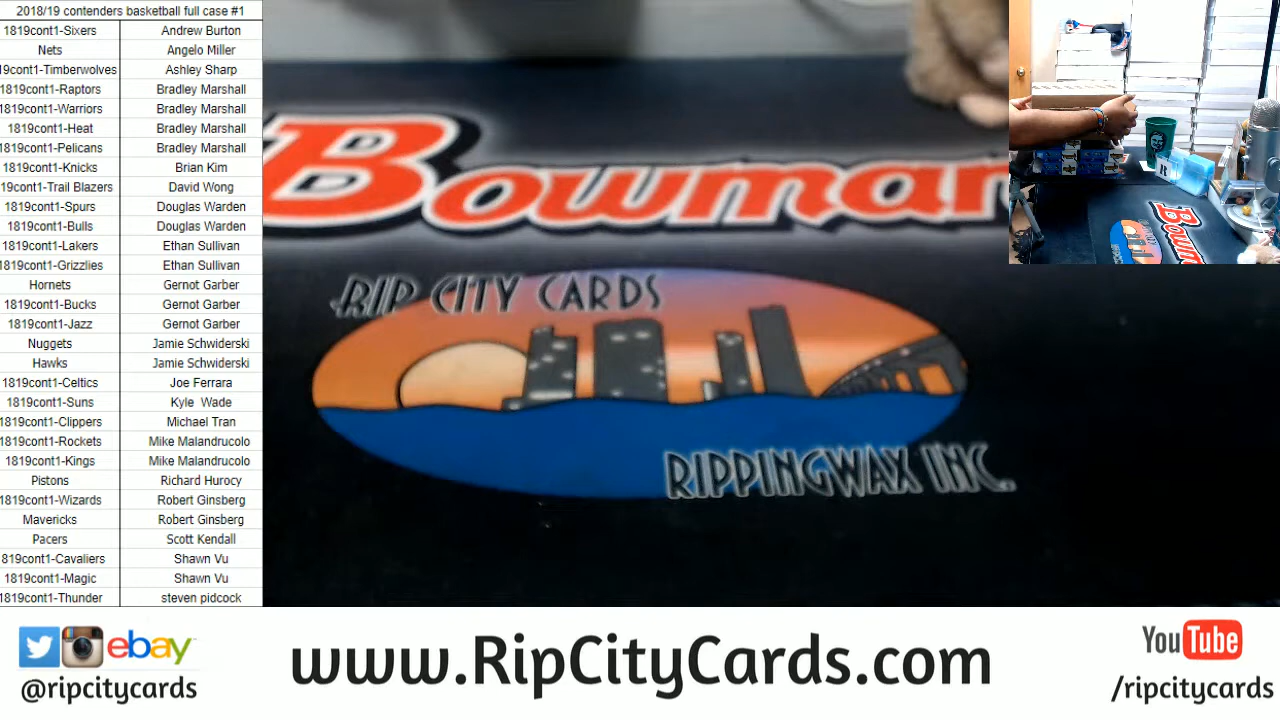 2018/19 contenders basketball full case #1
1819cont1-Sixers Andrew Burton
Nets Angelo Miller
19cont1-Timberwolves Ashley Sharp
1819cont1-Raptors Bradley Marshall
1819cont1-Warriors Bradley Marshall
1819cont1-Heat Bradley Marshall
1819cont1-Pelicans Bradley Marshall
1819cont1-Knicks Brian Kim
19cont1-Trail Blazers David Wong
1819cont1-Spurs Douglas Warden
1819cont1-Bulls Douglas Warden
1819cont1-Lakers Ethan Sullivan
1819cont1-Grizzlies Ethan Sullivan
Hornets Gernot Garber
1819cont1-Bucks Gernot Garber
1819cont1-Jazz Gernot Garber
Nuggets Jamie Schwiderski
Hawks Jamie Schwiderski
1819cont1-Celtics Joe Ferrara
1819cont1-Suns Kyle Wade
1819cont1-Clippers Michael Tran
1819cont1-Rockets Mike Malandrucolo
1819cont1-Kings Mike Malandrucolo
Pistons Richard Hurocy
1819cont1-Wizards Robert Ginsberg
Mavericks Robert Ginsberg
Pacers Scott Kendall
819cont1-Cavaliers Shawn Vu
1819cont1-Magic Shawn Vu
1819cont1-Thunder steven pidcock
Bowman
RIP CITY CARDS
RIPPINGWAX INC.
Bowm
ebay
@ripcitycards
www.RipCityCards.com
YouTube
/ripcitycards